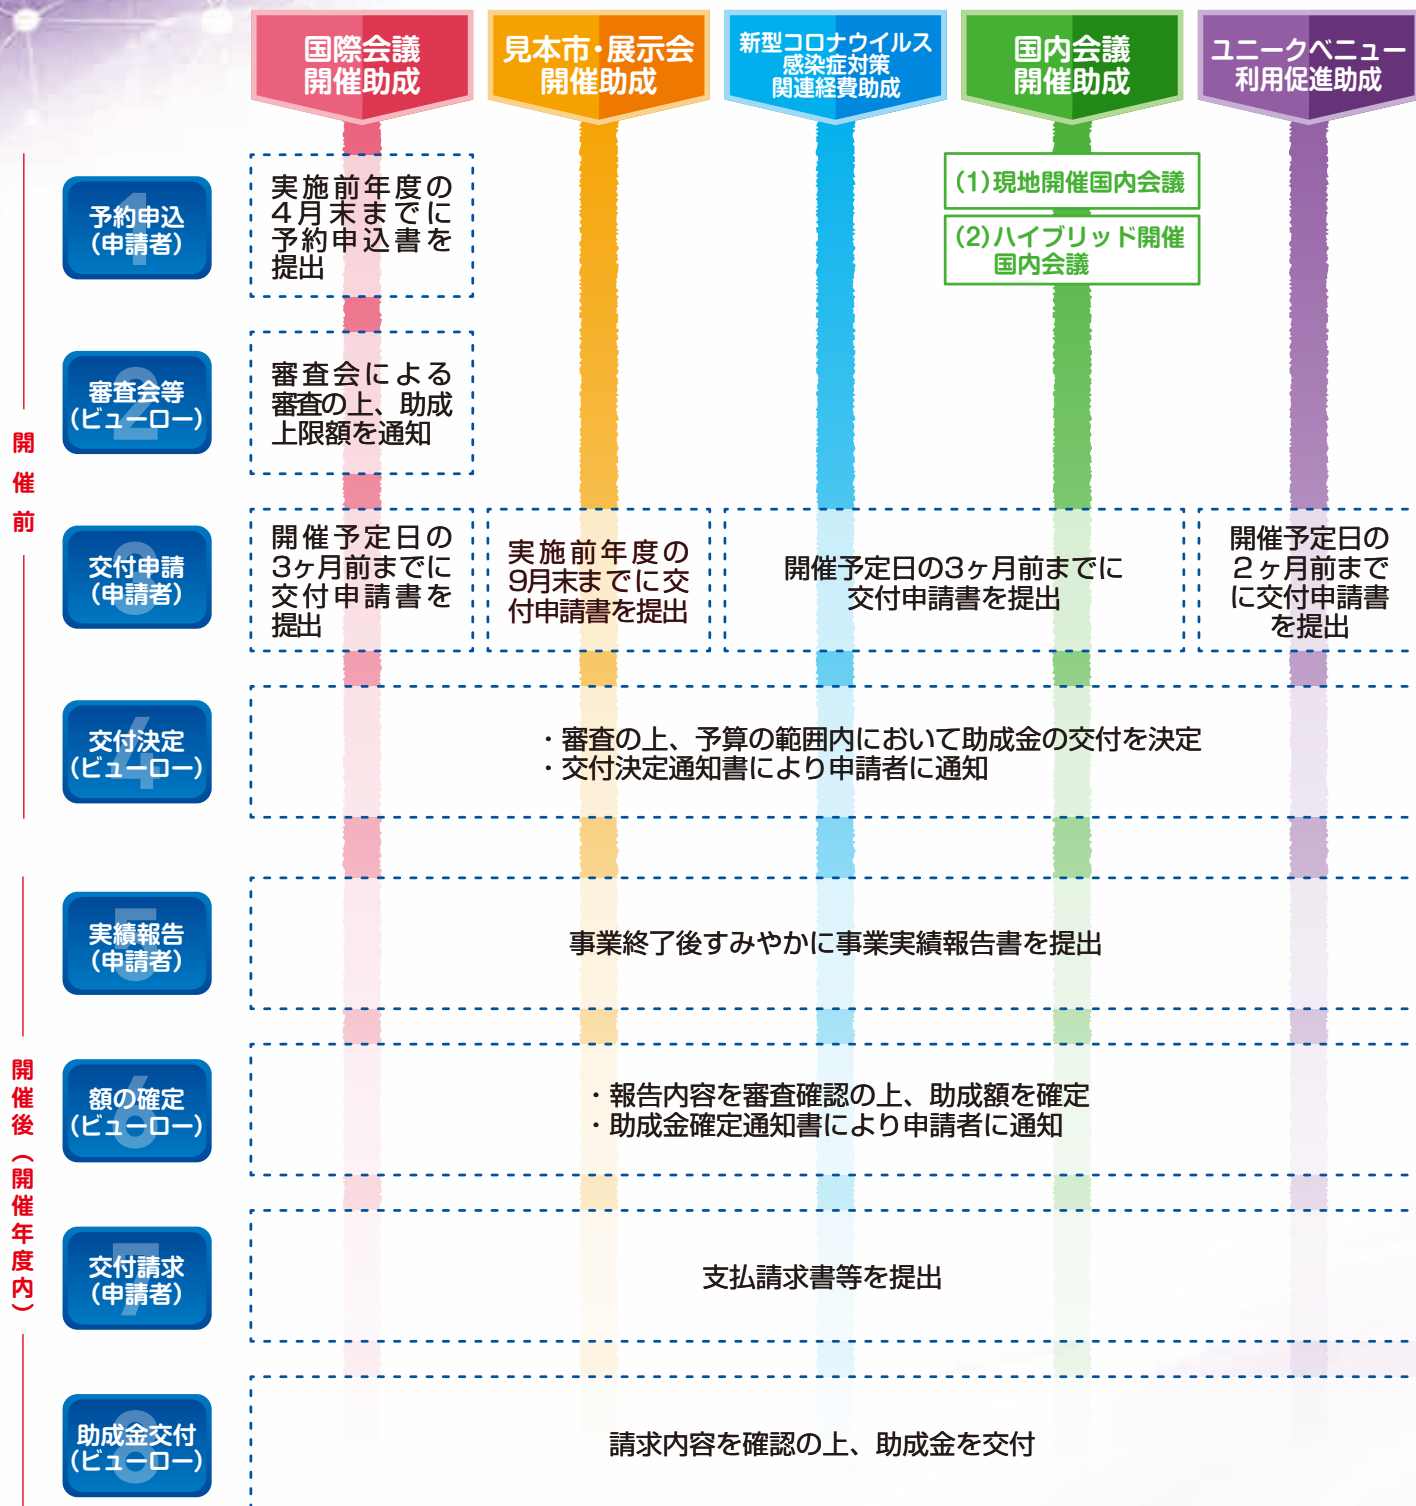 国際会議
開催助成
見本市・展示会
開催助成
新型コロナウイルス
感染症対策
関連経費助成
国内会議
開催助成
ユニークベニュー
利用促進助成
開催前
1
予約申込
(申請者)
実施前年度の
4月末までに
予約申込書を
提出
(1)現地開催国内会議
(2)ハイブリッド開催
国内会議
2
審査会等
(ビューロー)
審査会による
審査の上、助成
上限額を通知
3
交付申請
(申請者)
開催予定日の
3ヶ月前までに
交付申請書を
提出
実施前年度の
9月末までに交
付申請書を提出
開催予定日の3ヶ月前までに
交付申請書を提出
開催予定日の
2ヶ月前まで
に交付申請書
を提出
4
交付決定
(ビューロー)
・審査の上、予算の範囲内において助成金の交付を決定
・交付決定通知書により申請者に通知
開催後(開催年度内)
5
実績報告
(申請者)
事業終了後すみやかに事業実績報告書を提出
6
額の確定
(ビューロー)
・報告内容を審査確認の上、助成額を確定
・助成金確定通知書により申請者に通知
7
交付請求
(申請者)
支払請求書等を提出
8
助成金交付
(ビューロー)
請求内容を確認の上、助成金を交付